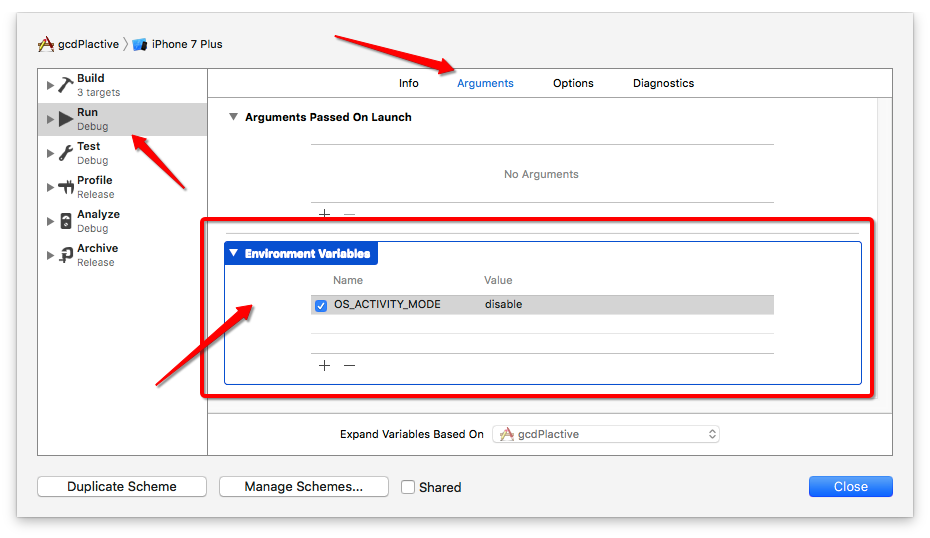 gcdPlactive
iPhone 7 Plus
Build
3 targets
Run
Debug
Test
Debug
Profile
Release
Analyze
Debug
Archive
Release
Info
Arguments
Options
Diagnostics
Arguments Passed On Launch
No Arguments
Environment Variables
Name
Value
OS_ACTIVITY_MODE
disable
Expand Variables Based On
gcdPlactive
Duplicate Scheme
Manage Schemes...
Shared
Close